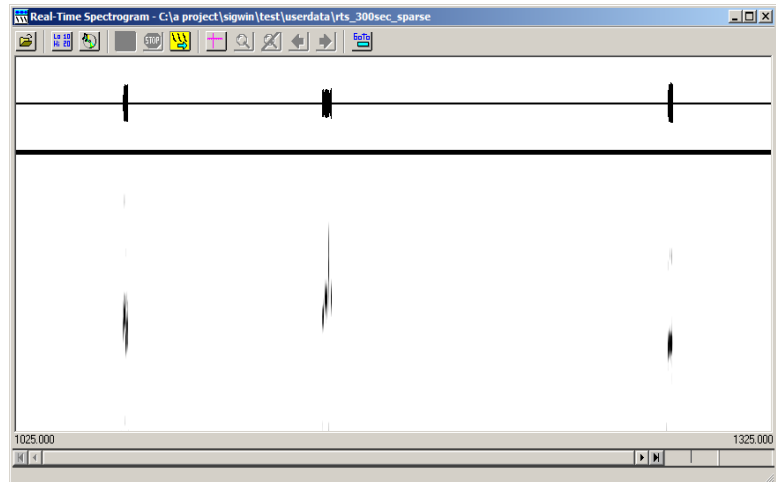 Real-Time Spectrogram - C:\a project\sigwin\test\userdata\rts_300sec_sparse
Lo 10
Hi 20
STOP
GoTo
1025.000 1325.000